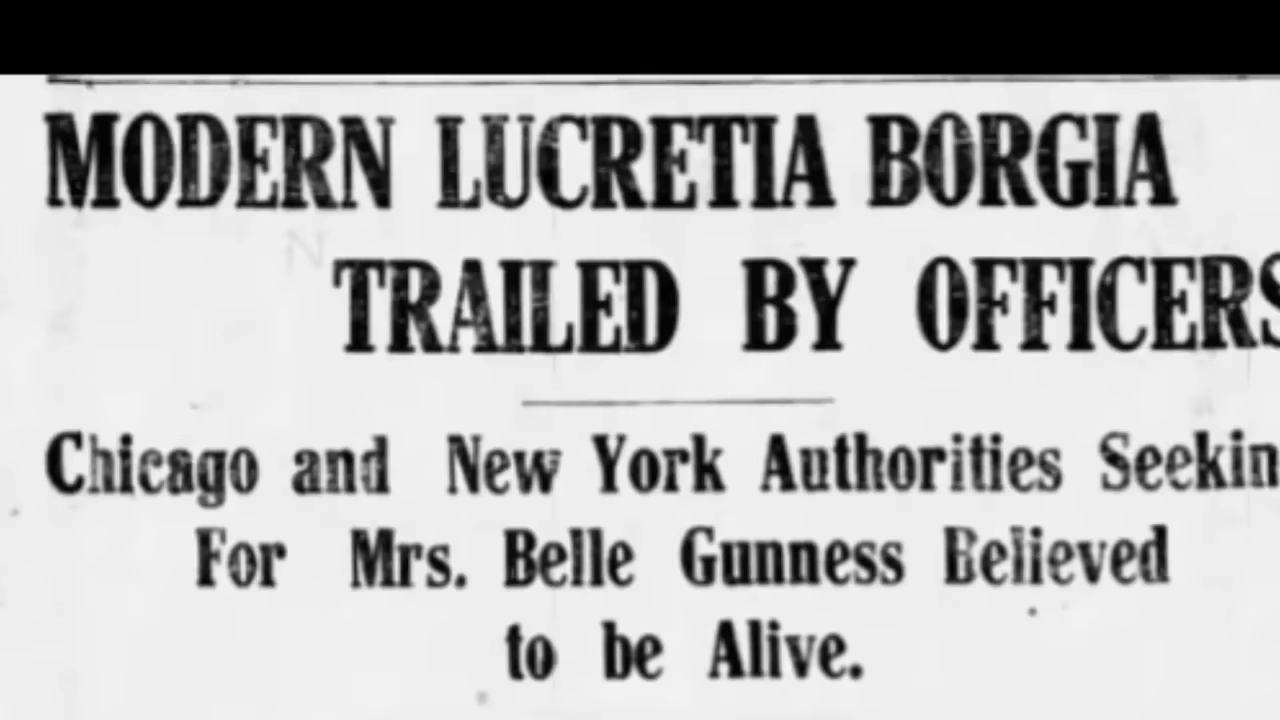 MODERN LUCRETIA BORGIA
TRAILED BY OFFICERS
Chicago and New York Authorities Seekin
For Mrs. Belle Gunness Believed
to be Alive.